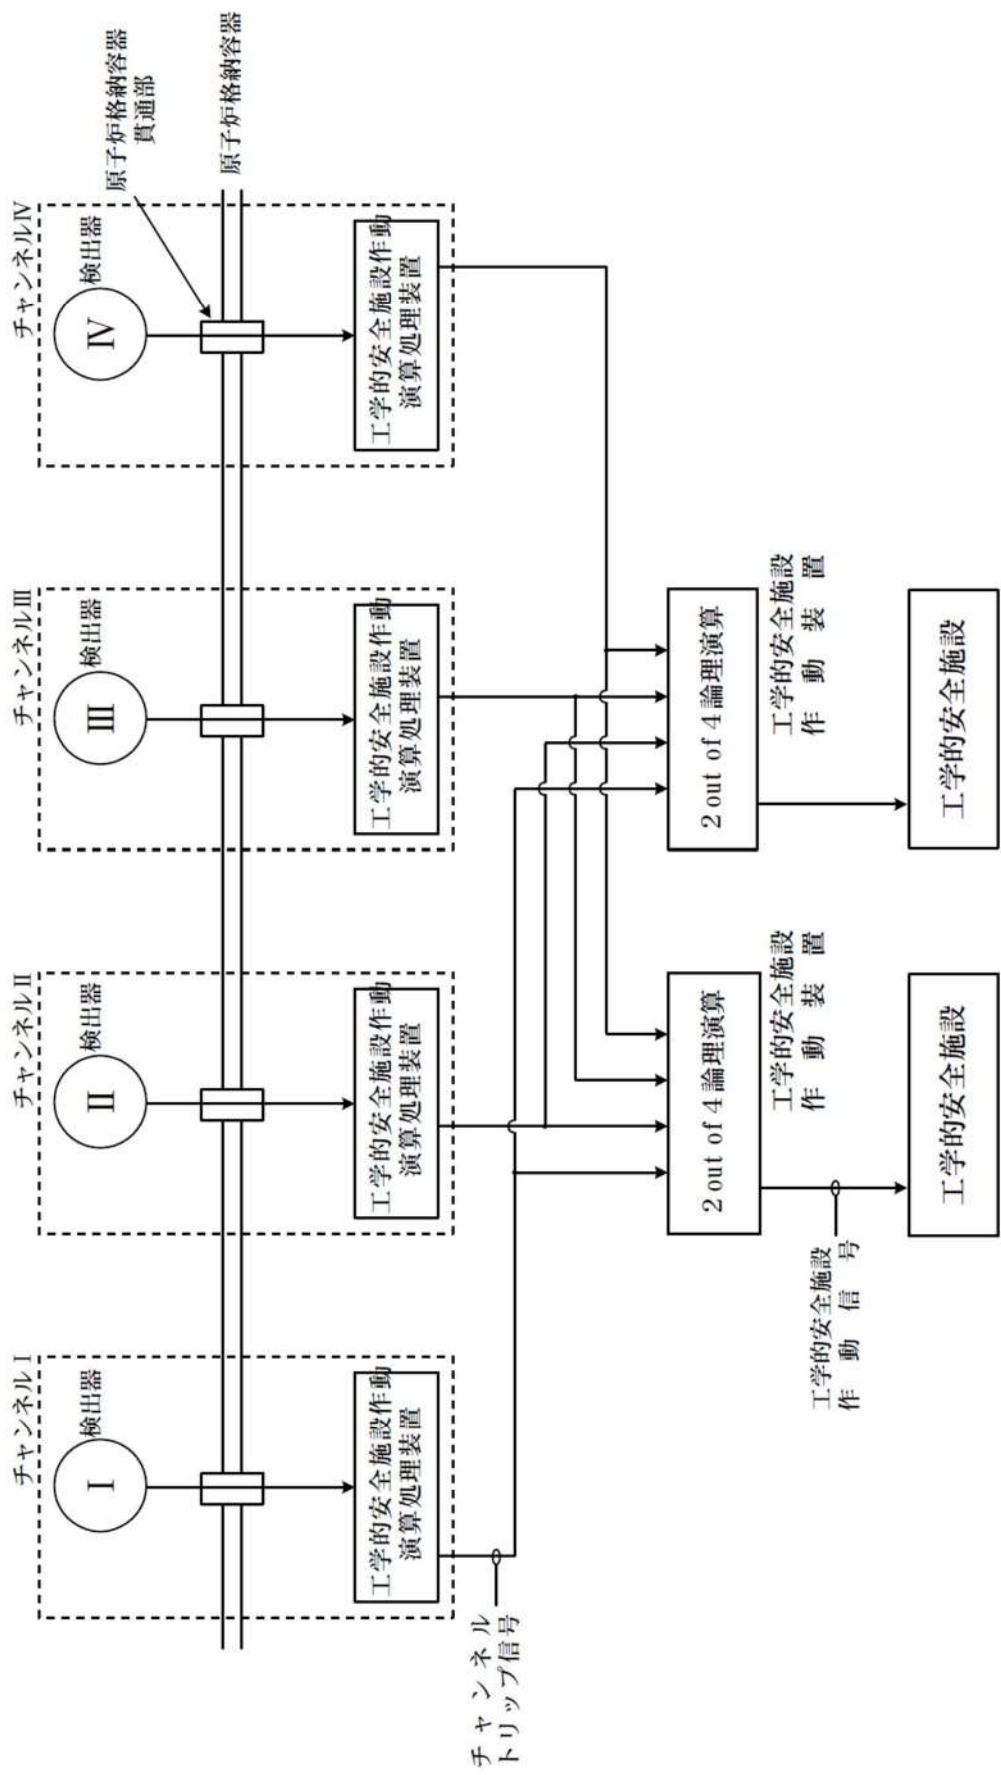 チャンネルⅠ
検出器
Ⅰ
工学的安全施設作動
演算処理装置
チャンネルⅡ
検出器
Ⅱ
工学的安全施設作動
演算処理装置
チャンネルⅢ
検出器
Ⅲ
工学的安全施設作動
演算処理装置
チャンネルⅣ
検出器
Ⅳ
工学的安全施設作動
演算処理装置
原子炉格納容器
貫通部
原子炉格納容器
チャンネル
トリップ信号
2 out of 4 論理演算
工学的安全施設
作動装置
2 out of 4 論理演算
工学的安全施設
作動装置
工学的安全施設
作動信号
工学的安全施設
工学的安全施設